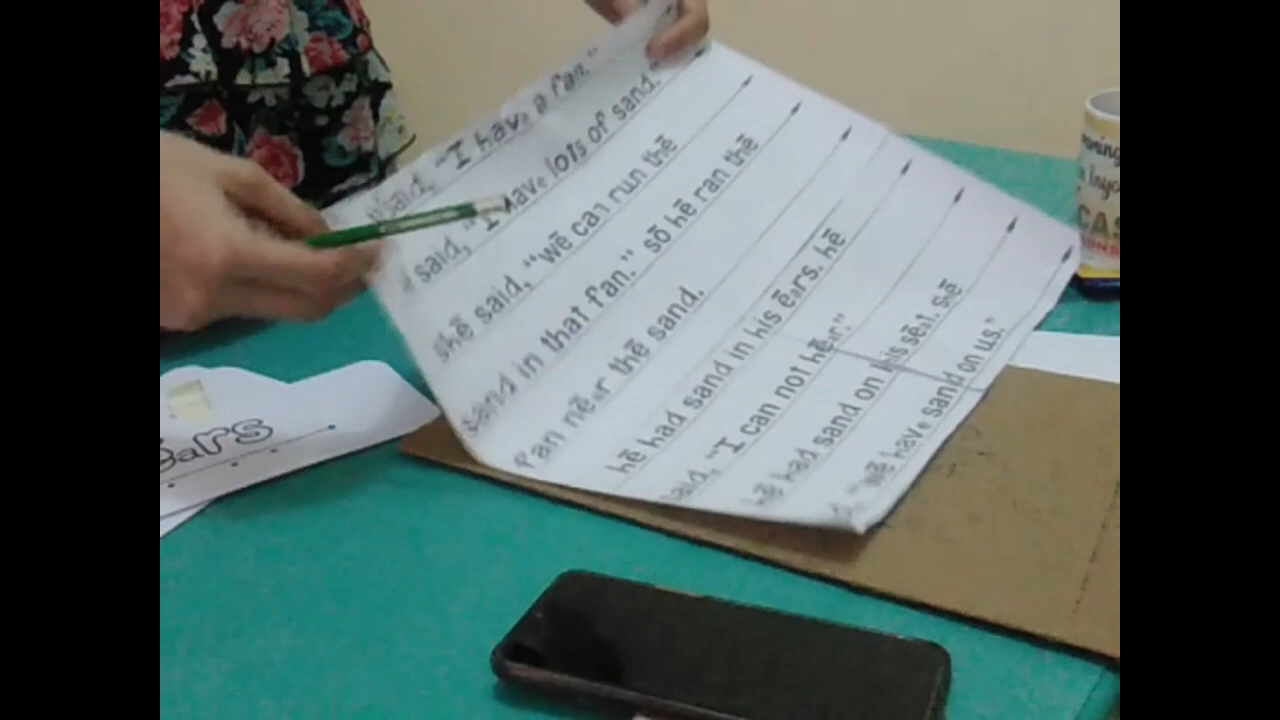 said, "I have a fan."
said, "I have lots of sand."
shē said, "wē can run thē
sand in that fan." sō hē ran thē
fan nēar thē sand.
hē had sand in his ēars. hē
said, "I can not hēar."
hē had sand on his sēat. shē
"wē have sand on us."
ēars